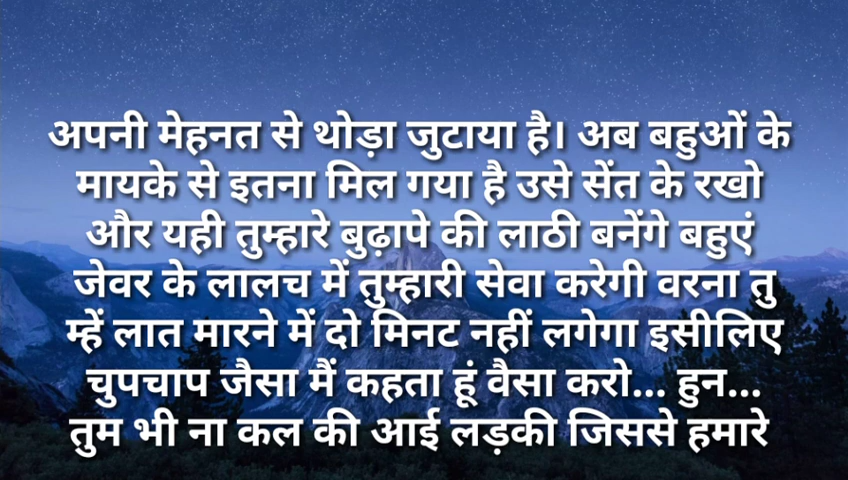 अपनी मेहनत से थोड़ा जुटाया है। अब बहुओं के
मायके से इतना मिल गया है उसे सेंत के रखो
और यही तुम्हारे बुढ़ापे की लाठी बनेंगे बहुएं
जेवर के लालच में तुम्हारी सेवा करेगी वरना तु
म्हें लात मारने में दो मिनट नहीं लगेगा इसीलिए
चुपचाप जैसा मैं कहता हूं वैसा करो... हुन...
तुम भी ना कल की आई लड़की जिससे हमारे